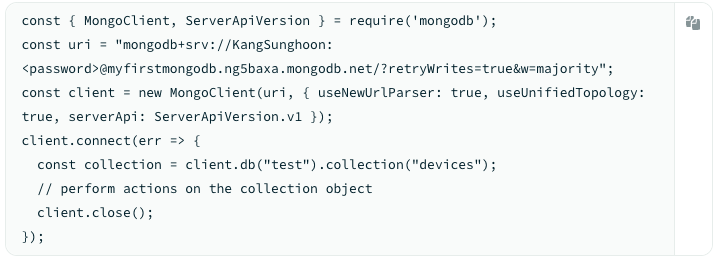 const { MongoClient, ServerApiVersion } = require('mongodb');
const uri = "mongodb+srv://KangSunghoon:
<password>@myfirstmongodb.ng5baxa.mongodb.net/?retryWrites=true&w=majority";
const client = new MongoClient(uri, { useNewUrlParser: true, useUnifiedTopology:
true, serverApi: ServerApiVersion.v1 });
client.connect(err => {
  const collection = client.db("test").collection("devices");
  // perform actions on the collection object
  client.close();
});